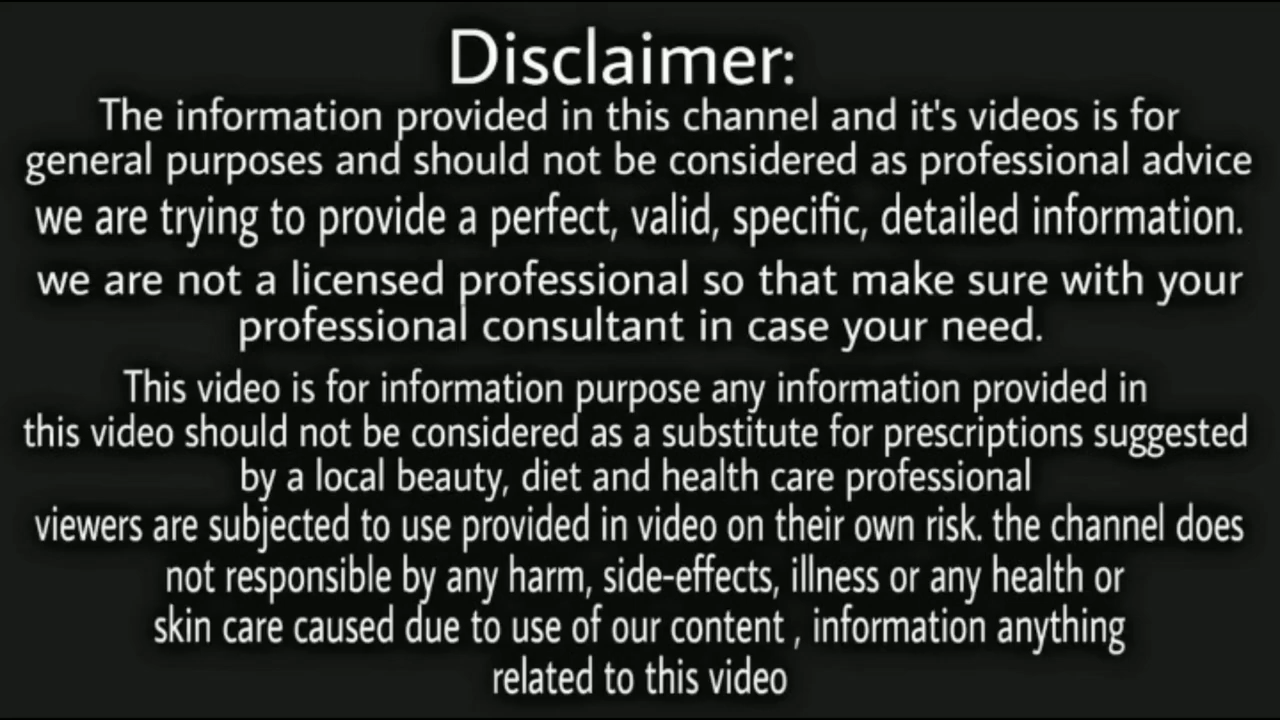 Disclaimer:
The information provided in this channel and it's videos is for
general purposes and should not be considered as professional advice
we are trying to provide a perfect, valid, specific, detailed information.
we are not a licensed professional so that make sure with your
professional consultant in case your need.
This video is for information purpose any information provided in
this video should not be considered as a substitute for prescriptions suggested
by a local beauty, diet and health care professional
viewers are subjected to use provided in video on their own risk. the channel does
not responsible by any harm, side-effects, illness or any health or
skin care caused due to use of our content , information anything
related to this video